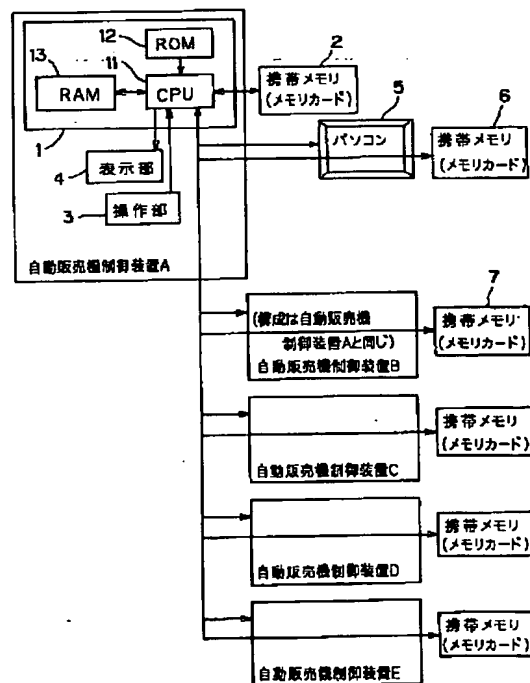 12
ROM
13
11
RAM
CPU
1
4
表示部
3
操作部
自動販売機制御装置A
2
携帯メモリ
(メモリカード)
5
パソコン
6
携帯メモリ
(メモリカード)
(構成は自動販売機
制御装置Aと同じ)
自動販売機制御装置B
7
携帯メモリ
(メモリカード)
自動販売機制御装置C
携帯メモリ
(メモリカード)
自動販売機制御装置D
携帯メモリ
(メモリカード)
自動販売機制御装置E
携帯メモリ
(メモリカード)